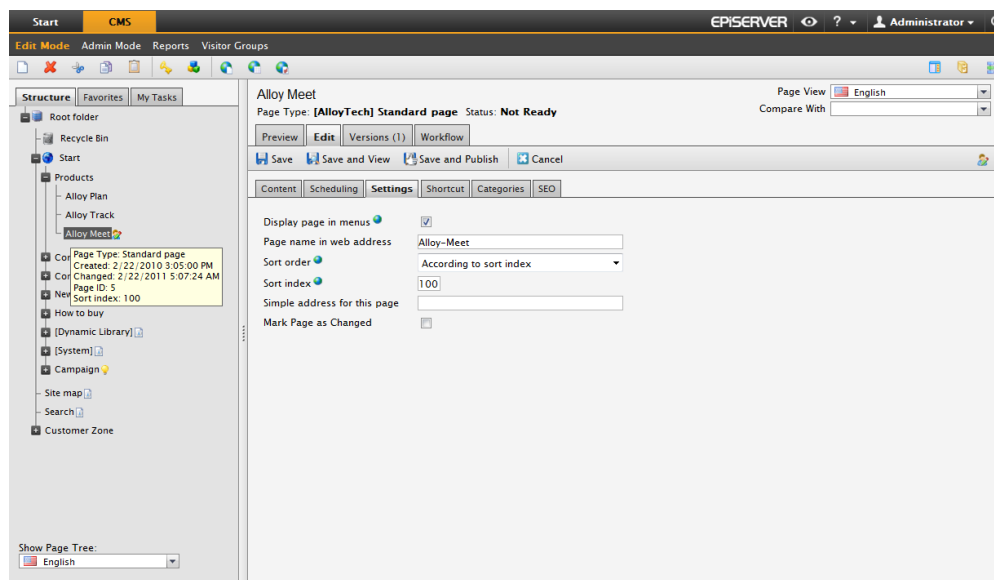 Start CMS EPiSERVER ? Administrator
Edit Mode Admin Mode Reports Visitor Groups
Structure Favorites My Tasks
Root folder
Recycle Bin
Start
Products
Alloy Plan
Alloy Track
Alloy Meet
Page Type: Standard page
Created: 2/22/2010 3:05:00 PM
Changed: 2/22/2011 5:07:24 AM
Page ID: 5
Sort index: 100
How to buy
[Dynamic Library]
[System]
Campaign
Site map
Search
Customer Zone
Show Page Tree:
English
Alloy Meet
Page Type: [AlloyTech] Standard page Status: Not Ready
Page View English
Compare With
Preview Edit Versions (1) Workflow
Save Save and View Save and Publish Cancel
Content Scheduling Settings Shortcut Categories SEO
Display page in menus
Page name in web address Alloy-Meet
Sort order According to sort index
Sort index 100
Simple address for this page
Mark Page as Changed